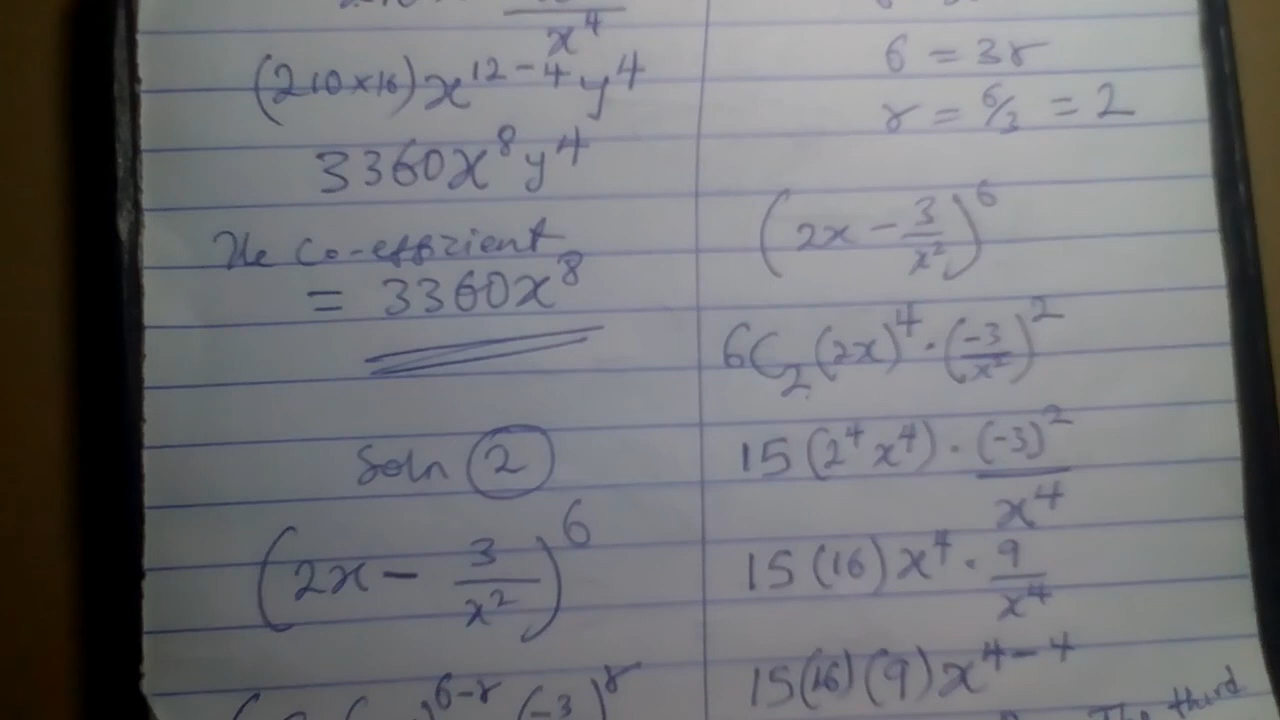 x⁴
(210×16)x¹²⁻⁴y⁴
3360x⁸y⁴
The Co-efficient
= 3360x⁸
Soln (2)
(2x - 3/x²)⁶
6-r (-3)ʳ
6 = 3r
r = 6/3 = 2
(2x - 3/x²)⁶
6C₂(2x)⁴ · (-3/x²)²
15(2⁴x⁴) · (-3)²/x⁴
15(16)x⁴ · 9/x⁴
15(16)(9)x⁴⁻⁴
The third